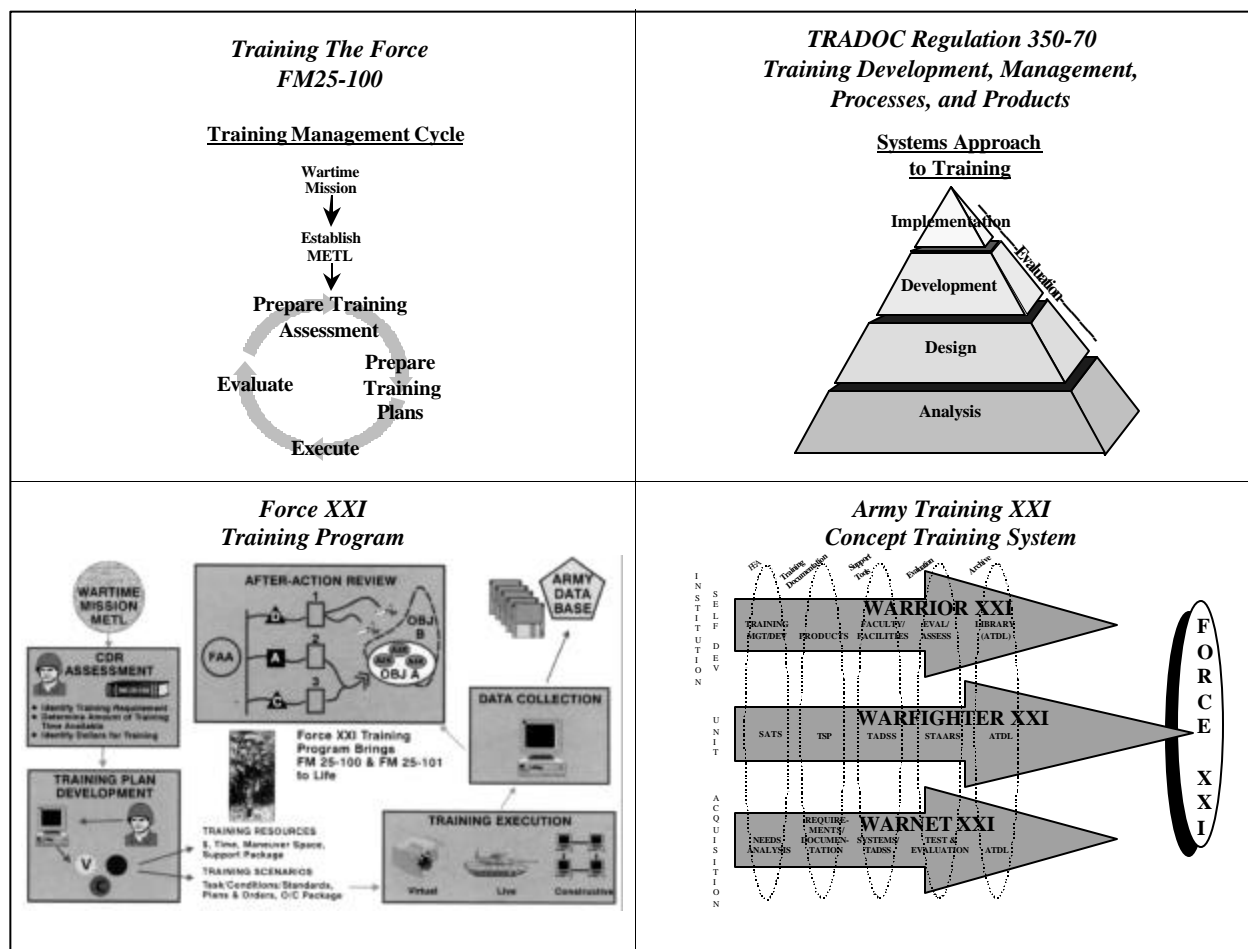 Training The Force
FM25-100
Training Management Cycle
Wartime
Mission
Establish
METL
Prepare Training
Assessment
Prepare
Training
Plans
Execute
Evaluate
TRADOC Regulation 350-70
Training Development, Management,
Processes, and Products
Systems Approach
to Training
Implementation
Evaluation
Development
Design
Analysis
Force XXI
Training Program
WARTIME
MISSION
METL
CDR
ASSESSMENT
Identify Training Requirement
Determine Amount of Training
Time Available
Identify Dollars for Training
TRAINING PLAN
DEVELOPMENT
V
C
AFTER-ACTION REVIEW
1
D
OBJ
B
2
FAA
A
OBJ A
3
C
ARMY
DATA
BASE
DATA COLLECTION
Force XXI Training
Program Brings
FM 25-100 & FM 25-101
to Life
TRAINING RESOURCES
$, Time, Maneuver Space,
Support Package
TRAINING SCENARIOS
Task/Conditions/Standards,
Plans & Orders, O/C Package
TRAINING EXECUTION
Virtual
Live
Constructive
Army Training XXI
Concept Training System
Training
Documentation
Support
Tools
Evaluation
Archive
INSTITUTION
SELF DEV
WARRIOR XXI
TRAINING
MGT/DEV
PRODUCTS
FACULTY/
FACILITIES
EVAL/
ASSESS
LIBRARY
(ATDL)
UNIT
WARFIGHTER XXI
SATS
TSP
TADSS
STAARS
ATDL
ACQUISITION
WARNET XXI
NEEDS
ANALYSIS
REQUIRE-
MENTS/
DOCUMEN-
TATION
SYSTEMS/
TADSS
TEST &
EVALUATION
ATDL
FORCE XXI